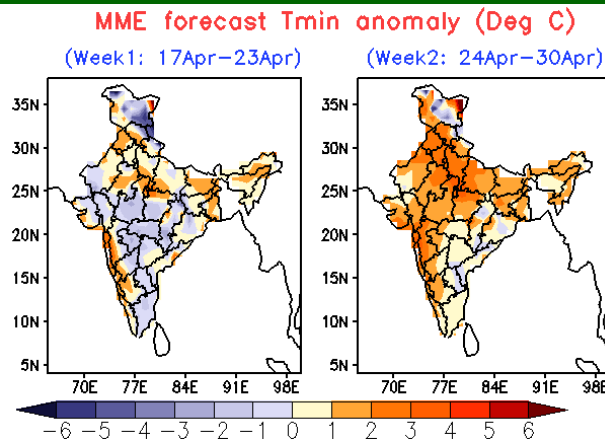 MME forecast Tmin anomaly (Deg C)
(Week1: 17Apr−23Apr) (Week2: 24Apr−30Apr)
35N
30N
25N
20N
15N
10N
5N
70E 77E 84E 91E 98E
35N
30N
25N
20N
15N
10N
5N
70E 77E 84E 91E 98E
−6 −5 −4 −3 −2 −1 0 1 2 3 4 5 6